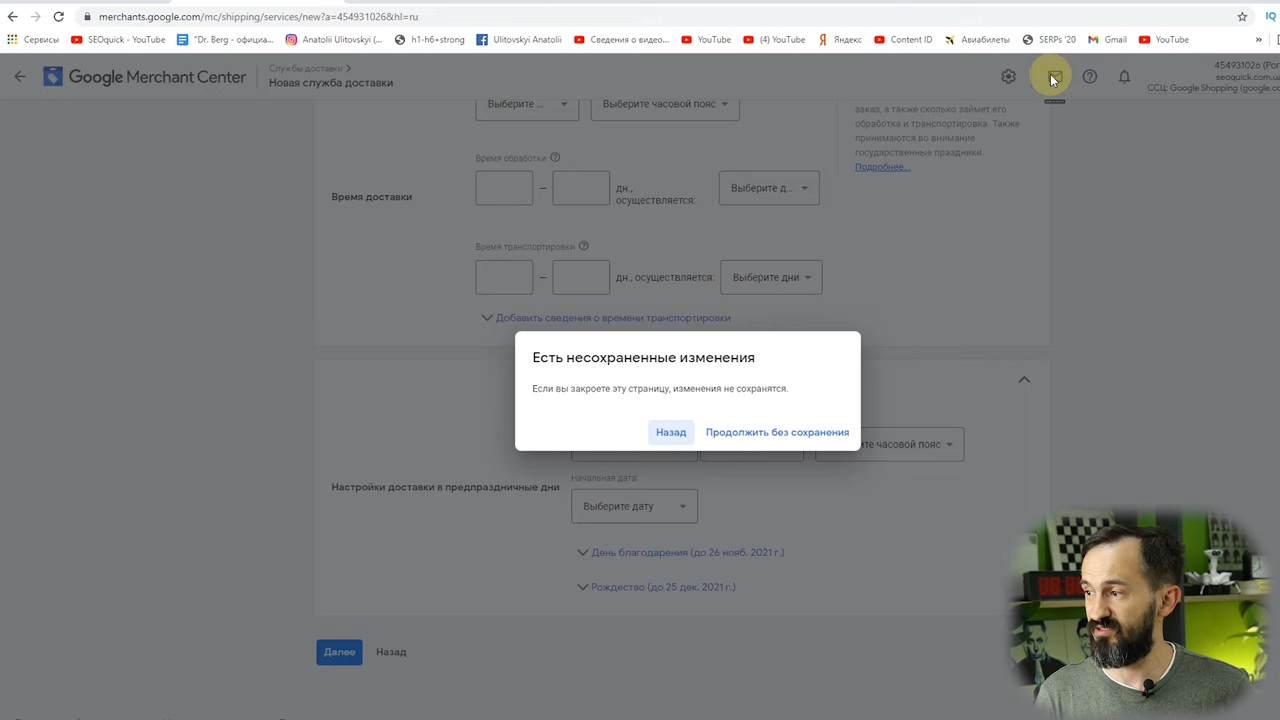 merchants.google.com/mc/shipping/services/new?a=454931026&hl=ru
Сервисы
SEOquick - YouTube
"Dr. Berg - официа...
Anatolii Ulitovskyi (...
h1-h6+strong
Ulitovskyi Anatolii
Сведения о видео...
YouTube
(4) YouTube
Яндекс
Content ID
Авиабилеты
SERPs '20
Gmail
YouTube
»
Google Merchant Center
Службы доставки
Новая служба доставки
454931026 (Por
seoquick.com.ua
ССЦ: Google Shopping (google.co
Выберите ...
Выберите часовой пояс
заказ, а также сколько займет его
обработка и транспортировка. Также
принимаются во внимание
государственные праздники.
Подробнее...
Время обработки
Время доставки
–
дн.,
осуществляется:
Выберите д...
Время транспортировки
–
дн., осуществляется:
Выберите дни
Добавить сведения о времени транспортировки
Есть несохраненные изменения
Если вы закроете эту страницу, изменения не сохранятся.
Назад
Продолжить без сохранения
те часовой пояс
Начальная дата:
Настройки доставки в предпраздничные дни
Выберите дату
День благодарения (до 26 нояб. 2021 г.)
Рождество (до 25 дек. 2021 г.)
Далее
Назад